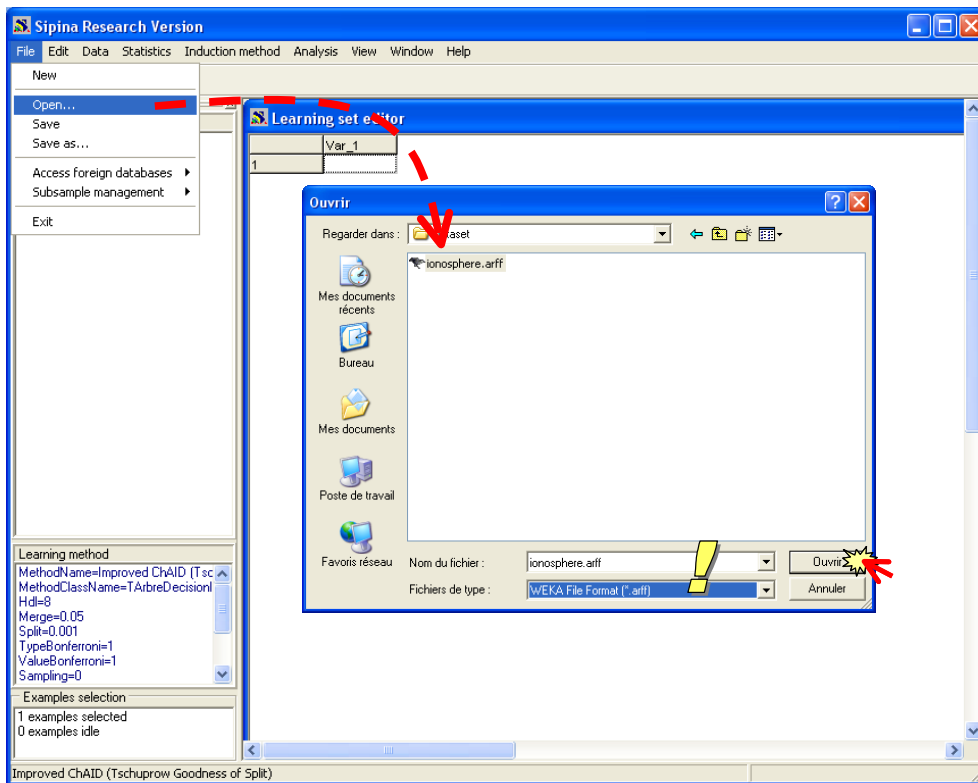 Sipina Research Version
File Edit Data Statistics Induction method Analysis View Window Help
New
Open...
Save
Save as...
Access foreign databases
Subsample management
Exit
Learning set editor
Var_1
1
Ouvrir
Regarder dans :
ionosphere.arff
Mes documents
récents
Bureau
Mes documents
Poste de travail
Favoris réseau
Nom du fichier :
ionosphere.arff
Ouvrir
Fichiers de type :
WEKA File Format (*.arff)
Annuler
Learning method
MethodName=Improved ChAID (Tsc
MethodClassName=TArbreDecisionI
Hdl=8
Merge=0.05
Split=0.001
TypeBonferroni=1
ValueBonferroni=1
Sampling=0
Examples selection
1 examples selected
0 examples idle
Improved ChAID (Tschuprow Goodness of Split)